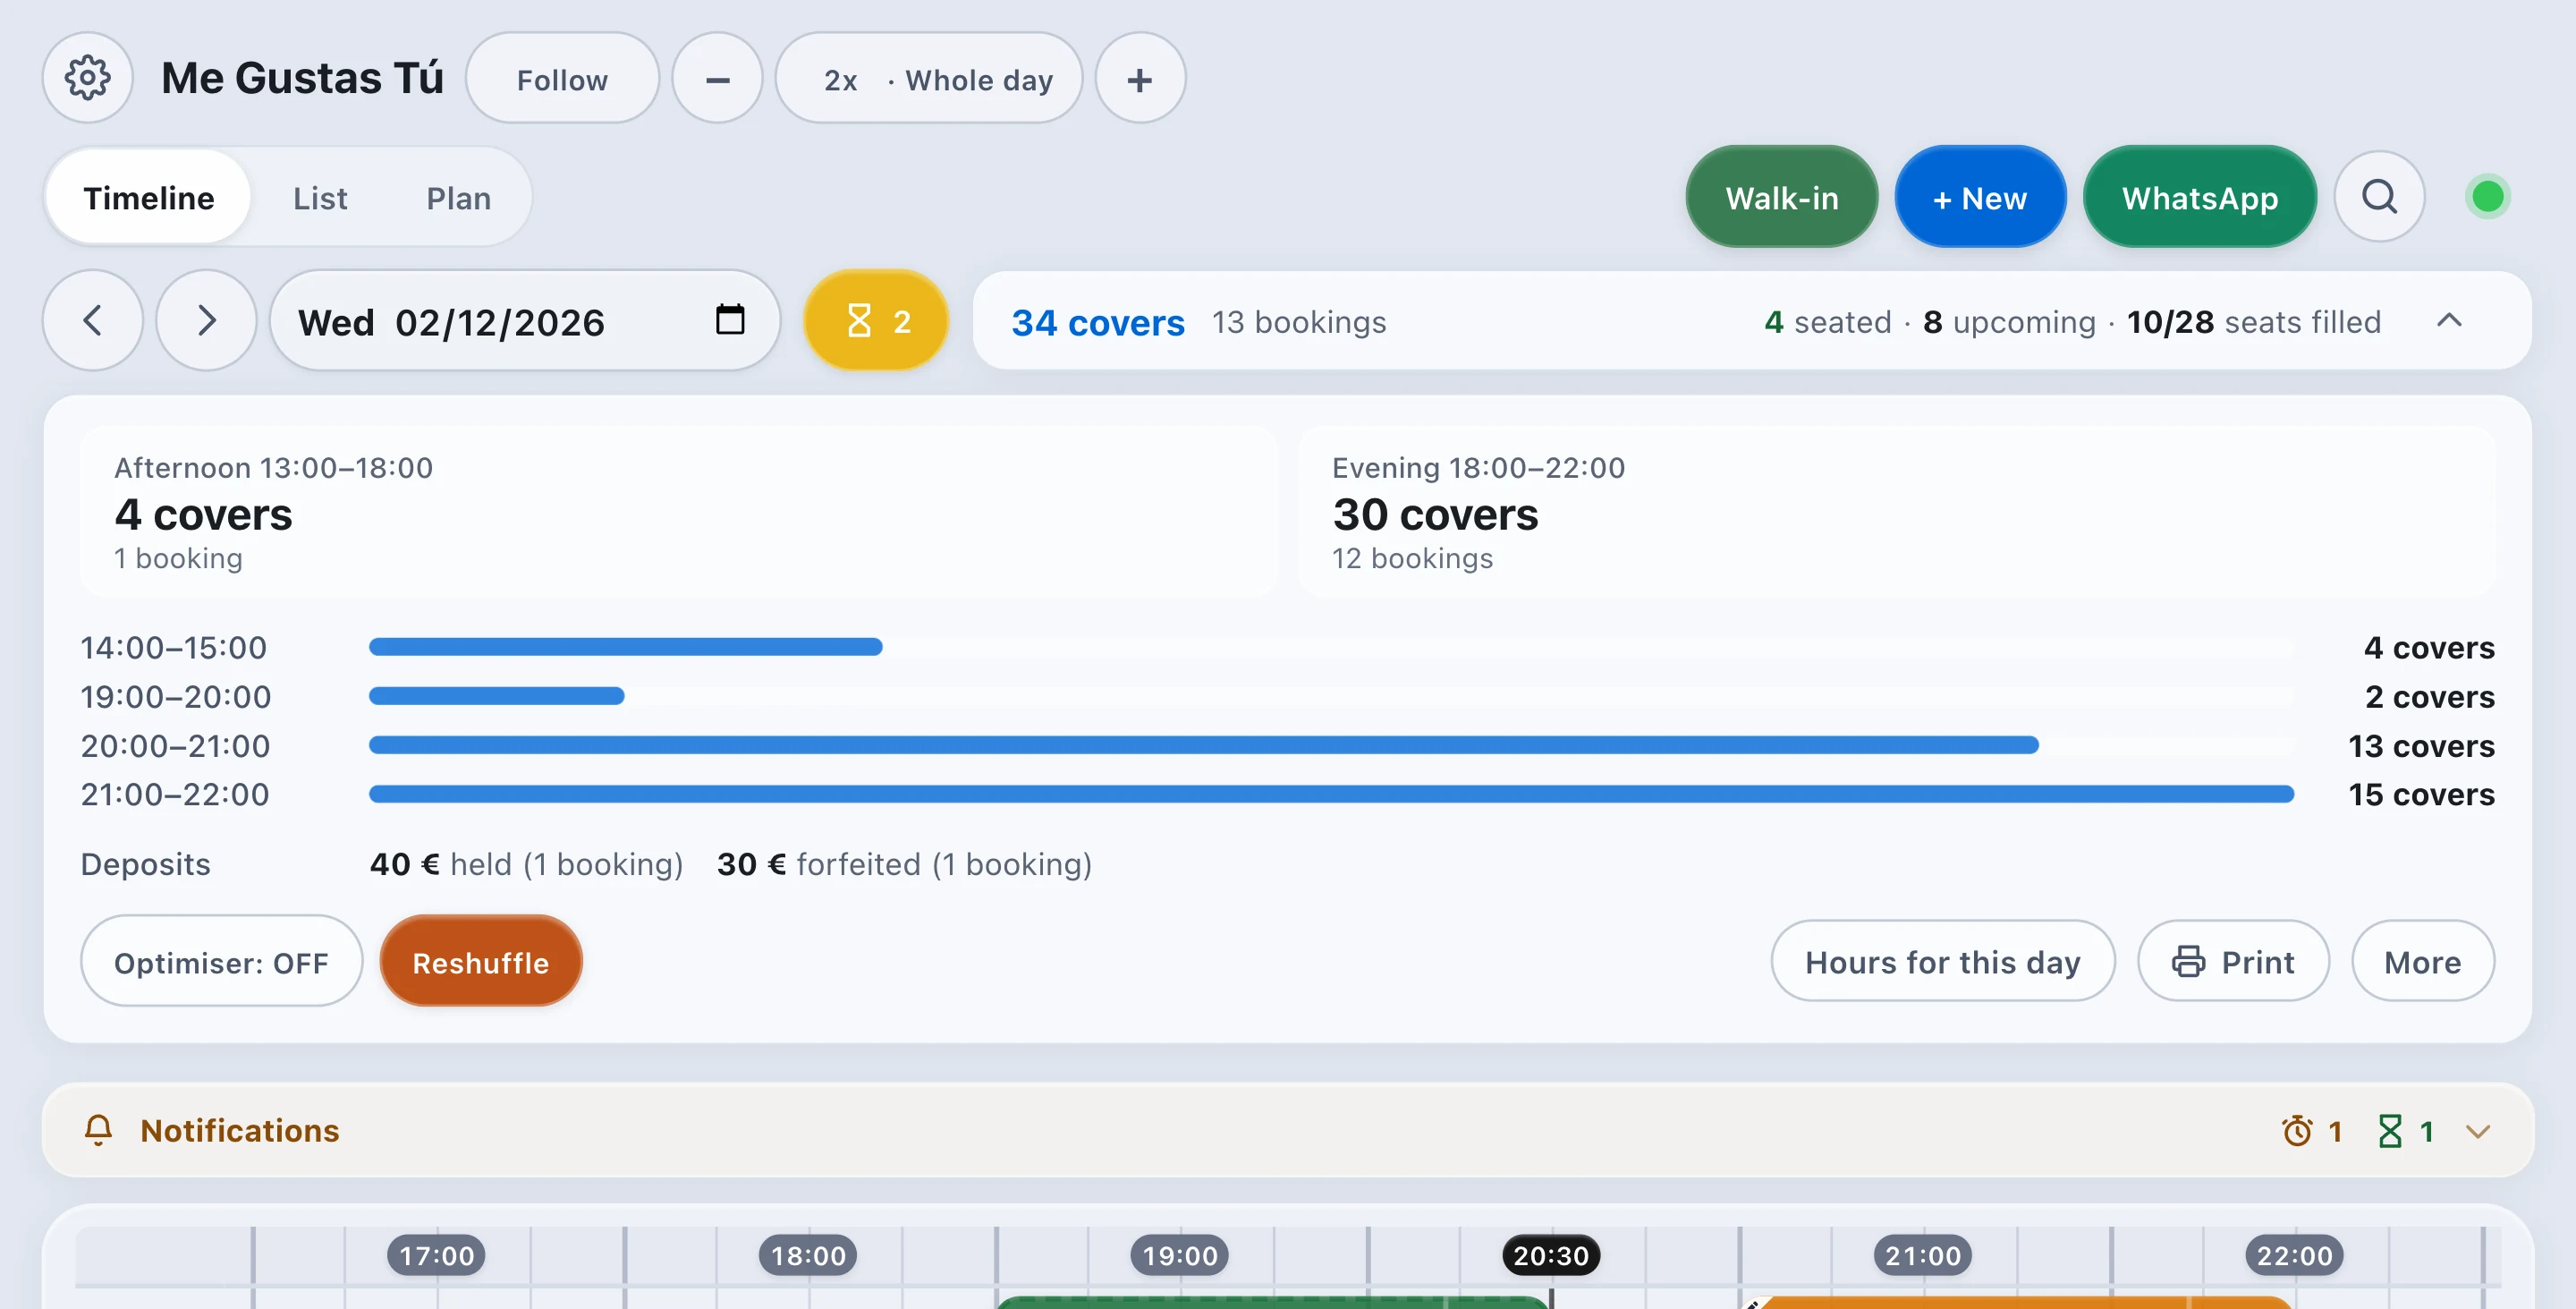 Me Gustas Tú Follow − 2x · Whole day +
Timeline List Plan Walk-in + New WhatsApp
Wed 02/12/2026 2 34 covers 13 bookings 4 seated · 8 upcoming · 10/28 seats filled
Afternoon 13:00–18:00
4 covers
1 booking
Evening 18:00–22:00
30 covers
12 bookings
14:00–15:00 4 covers
19:00–20:00 2 covers
20:00–21:00 13 covers
21:00–22:00 15 covers
Deposits 40 € held (1 booking) 30 € forfeited (1 booking)
Optimiser: OFF Reshuffle Hours for this day Print More
Notifications 1 1
17:00 18:00 19:00 20:30 21:00 22:00